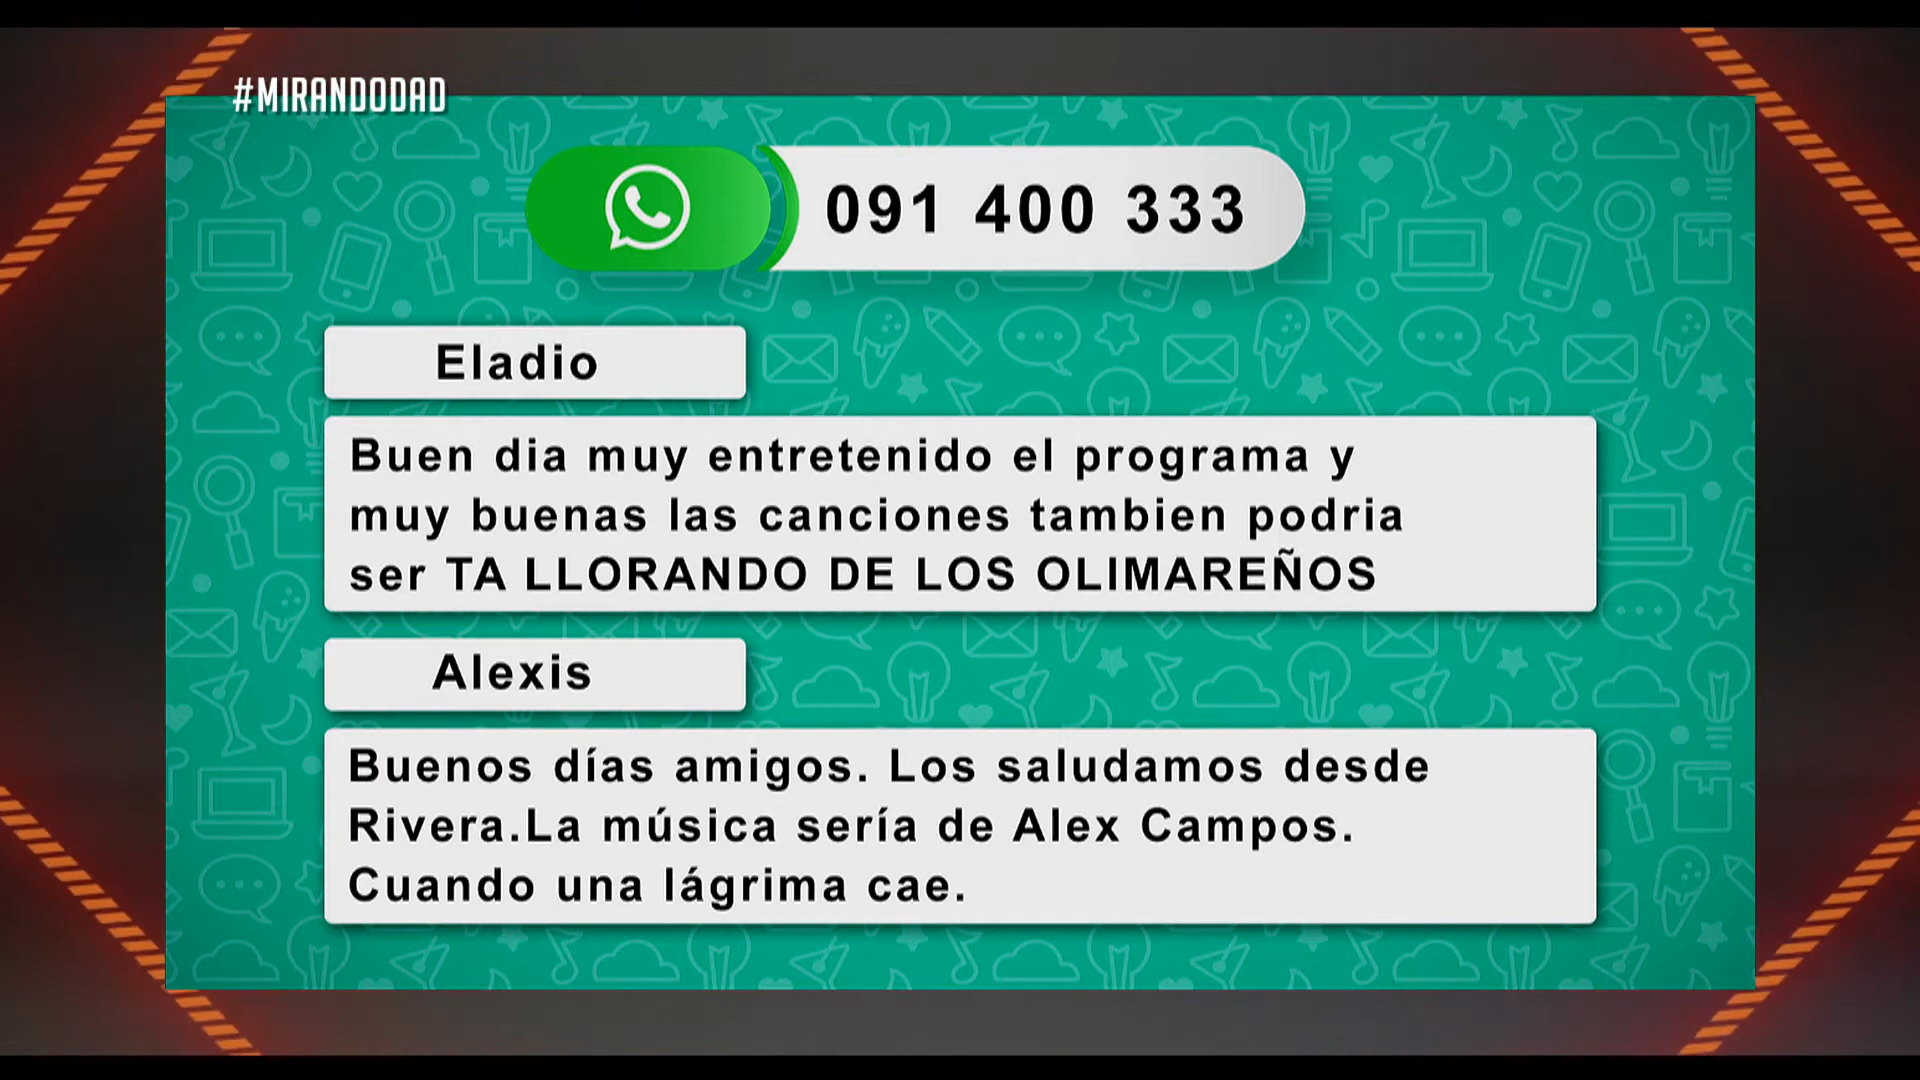 #MIRANDODAD
091 400 333
Eladio
Buen dia muy entretenido el programa y
muy buenas las canciones tambien podria
ser TA LLORANDO DE LOS OLIMAREÑOS
Alexis
Buenos días amigos. Los saludamos desde
Rivera.La música sería de Alex Campos.
Cuando una lágrima cae.